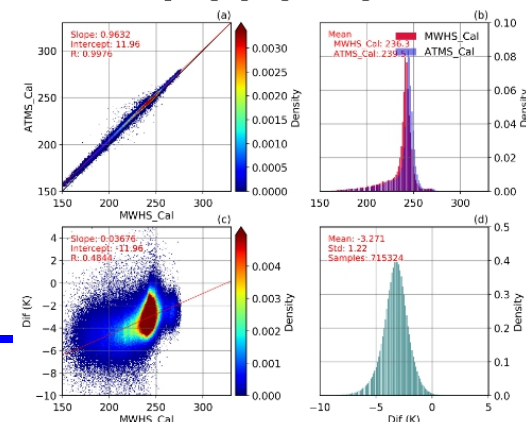 (a)
Slope: 0.9632
Intercept: 11.96
R: 0.9976
ATMS_Cal
300
250
200
150
150 200 250 300
MWHS_Cal
0.0030
0.0025
0.0020
0.0015
0.0010
0.0005
0.0000
Density
(b)
Mean
MWHS_Cal: 236.3
ATMS_Cal:
MWHS_Cal
ATMS_Cal
0.10
0.08
0.06
0.04
0.02
0.00
Density
150 200 250 300
(c)
Slope: 0.03676
Intercept: -11.96
R: 0.4844
Dif (K)
4
2
0
−2
−4
−6
−8
−10
150 200 250 300
MWHS_Cal
0.004
0.003
0.002
0.001
0.000
Density
(d)
Mean: -3.271
Std: 1.22
Samples: 715324
0.5
0.4
0.3
0.2
0.1
0.0
Density
−10 −5 0 5
Dif (K)